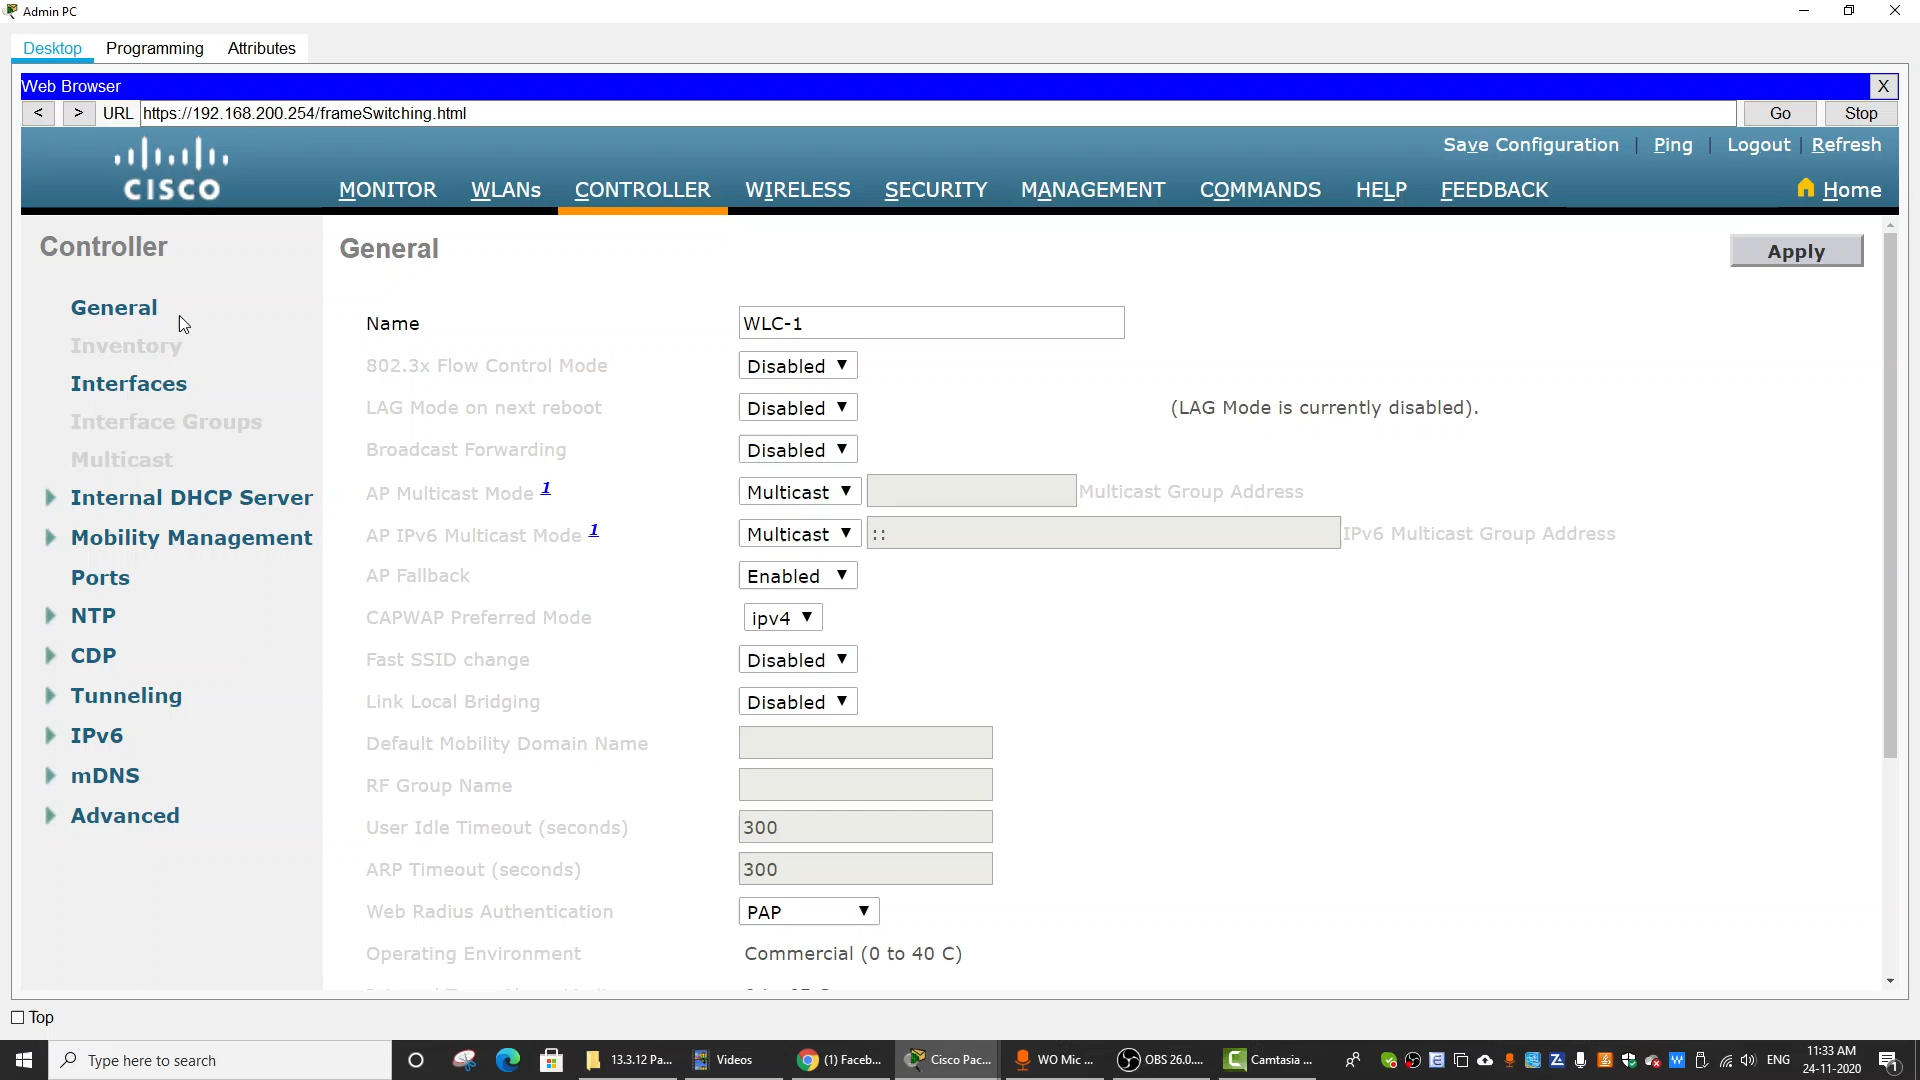 Admin PC
Desktop Programming Attributes
Web Browser X
< > URL https://192.168.200.254/frameSwitching.html Go Stop
Save Configuration | Ping | Logout | Refresh
CISCO MONITOR WLANs CONTROLLER WIRELESS SECURITY MANAGEMENT COMMANDS HELP FEEDBACK Home
Controller
General
Inventory
Interfaces
Interface Groups
Multicast
Internal DHCP Server
Mobility Management
Ports
NTP
CDP
Tunneling
IPv6
mDNS
Advanced
General Apply
Name WLC-1
802.3x Flow Control Mode Disabled
LAG Mode on next reboot Disabled (LAG Mode is currently disabled).
Broadcast Forwarding Disabled
AP Multicast Mode 1 Multicast Multicast Group Address
AP IPv6 Multicast Mode 1 Multicast :: IPv6 Multicast Group Address
AP Fallback Enabled
CAPWAP Preferred Mode ipv4
Fast SSID change Disabled
Link Local Bridging Disabled
Default Mobility Domain Name
RF Group Name
User Idle Timeout (seconds) 300
ARP Timeout (seconds) 300
Web Radius Authentication PAP
Operating Environment Commercial (0 to 40 C)
Top
Type here to search 13.3.12 Pa... Videos (1) Faceb... Cisco Pac... WO Mic ... OBS 26.0.... Camtasia ... ENG 11:33 AM
24-11-2020 1